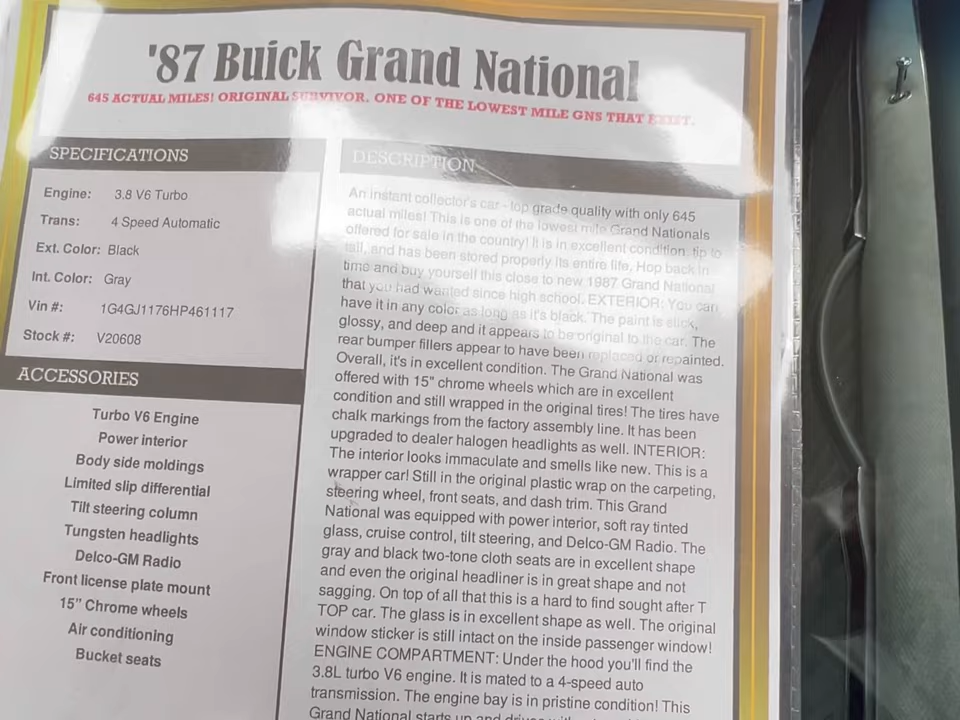 '87 Buick Grand National
645 ACTUAL MILES! ORIGINAL SURVIVOR. ONE OF THE LOWEST MILE GNS THAT EXIST.
SPECIFICATIONS
Engine: 3.8 V6 Turbo
Trans: 4 Speed Automatic
Ext. Color: Black
Int. Color: Gray
Vin #: 1G4GJ1176HP461117
Stock #: V20608
ACCESSORIES
Turbo V6 Engine
Power interior
Body side moldings
Limited slip differential
Tilt steering column
Tungsten headlights
Delco-GM Radio
Front license plate mount
15" Chrome wheels
Air conditioning
Bucket seats
DESCRIPTION
An instant collector's car - top grade quality with only 645
actual miles! This is one of the lowest mile Grand Nationals
offered for sale in the country! It is in excellent condition, tip to
tail, and has been stored properly its entire life. Hop back in
time and buy yourself this close to new 1987 Grand National
that you had wanted since high school. EXTERIOR: You can
have it in any color as long as it's black. The paint is slick,
glossy, and deep and it appears to be original to the car. The
rear bumper fillers appear to have been replaced or repainted.
Overall, it's in excellent condition. The Grand National was
offered with 15" chrome wheels which are in excellent
condition and still wrapped in the original tires! The tires have
chalk markings from the factory assembly line. It has been
upgraded to dealer halogen headlights as well. INTERIOR:
The interior looks immaculate and smells like new. This is a
wrapper car! Still in the original plastic wrap on the carpeting,
steering wheel, front seats, and dash trim. This Grand
National was equipped with power interior, soft ray tinted
glass, cruise control, tilt steering, and Delco-GM Radio. The
gray and black two-tone cloth seats are in excellent shape
and even the original headliner is in great shape and not
sagging. On top of all that this is a hard to find sought after T
TOP car. The glass is in excellent shape as well. The original
window sticker is still intact on the inside passenger window!
ENGINE COMPARTMENT: Under the hood you'll find the
3.8L turbo V6 engine. It is mated to a 4-speed auto
transmission. The engine bay is in pristine condition! This
Grand National starts up and